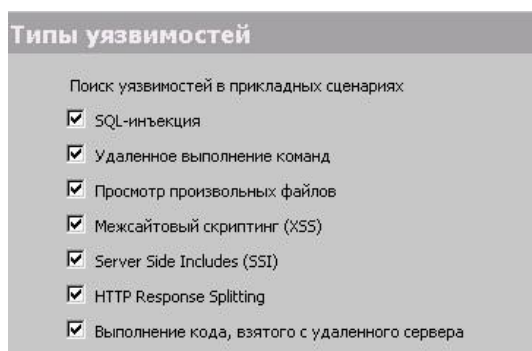 Типы уязвимостей
Поиск уязвимостей в прикладных сценариях
SQL-инъекция
Удаленное выполнение команд
Просмотр произвольных файлов
Межсайтовый скриптинг (XSS)
Server Side Includes (SSI)
HTTP Response Splitting
Выполнение кода, взятого с удаленного сервера